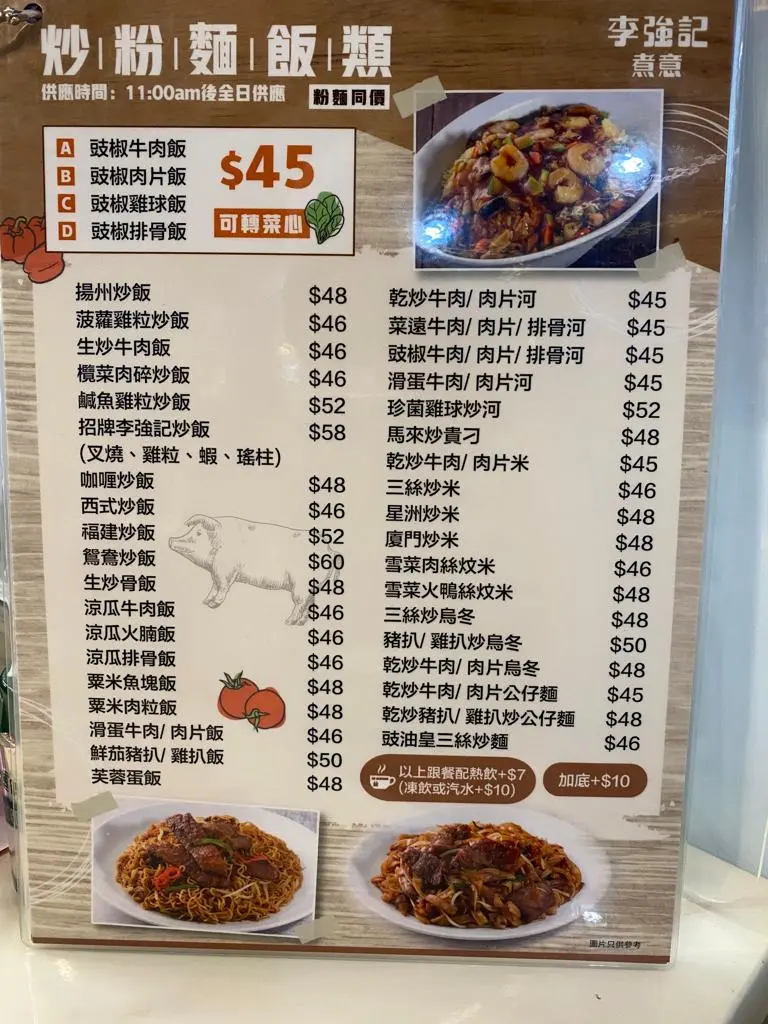 炒|粉|麵|飯|類
供應時間：11:00am後全日供應
粉麵同價
李強記
煮意
A 豉椒牛肉飯
B 豉椒肉片飯
C 豉椒雞球飯
D 豉椒排骨飯
$45
可轉菜心
揚州炒飯 $48
菠蘿雞粒炒飯 $46
生炒牛肉飯 $46
欖菜肉碎炒飯 $46
鹹魚雞粒炒飯 $52
招牌李強記炒飯 $58
(叉燒、雞粒、蝦、瑤柱)
咖喱炒飯 $48
西式炒飯 $46
福建炒飯 $52
鴛鴦炒飯 $60
生炒骨飯 $48
涼瓜牛肉飯 $46
涼瓜火腩飯 $46
涼瓜排骨飯 $46
粟米魚塊飯 $48
粟米肉粒飯 $48
滑蛋牛肉/ 肉片飯 $48
鮮茄豬扒/ 雞扒飯 $50
芙蓉蛋飯 $48
乾炒牛肉/ 肉片河 $45
菜遠牛肉/ 肉片/ 排骨河 $45
豉椒牛肉/ 肉片/ 排骨河 $45
滑蛋牛肉/ 肉片河 $45
珍菌雞球炒河 $52
馬來炒貴刁 $48
乾炒牛肉/ 肉片米 $45
三絲炒米 $46
星洲炒米 $48
廈門炒米 $48
雪菜肉絲炆米 $46
雪菜火鴨絲炆米 $48
三絲炒烏冬 $48
豬扒/ 雞扒炒烏冬 $50
乾炒牛肉/ 肉片烏冬 $48
乾炒牛肉/ 肉片公仔麵 $45
乾炒豬扒/ 雞扒炒公仔麵 $48
豉油皇三絲炒麵 $46
以上跟餐配熱飲+$7
(凍飲或汽水+$10)
加底+$10
圖片只供參考